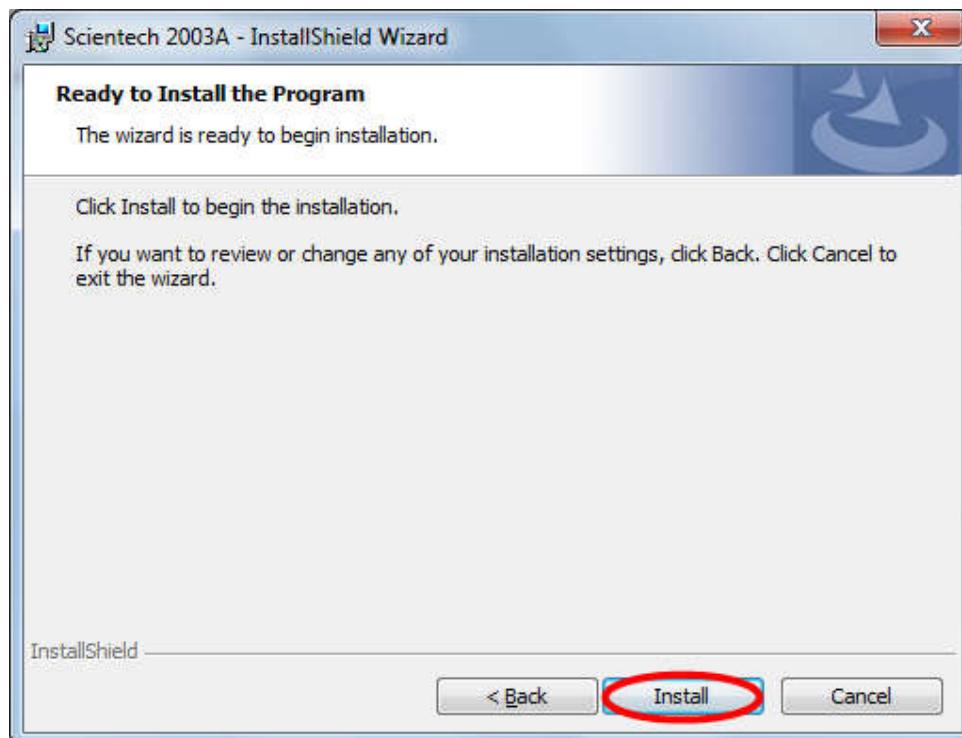 Scientech 2003A - InstallShield Wizard
Ready to Install the Program
The wizard is ready to begin installation.
Click Install to begin the installation.
If you want to review or change any of your installation settings, click Back. Click Cancel to
exit the wizard.
InstallShield
< Back
Install
Cancel